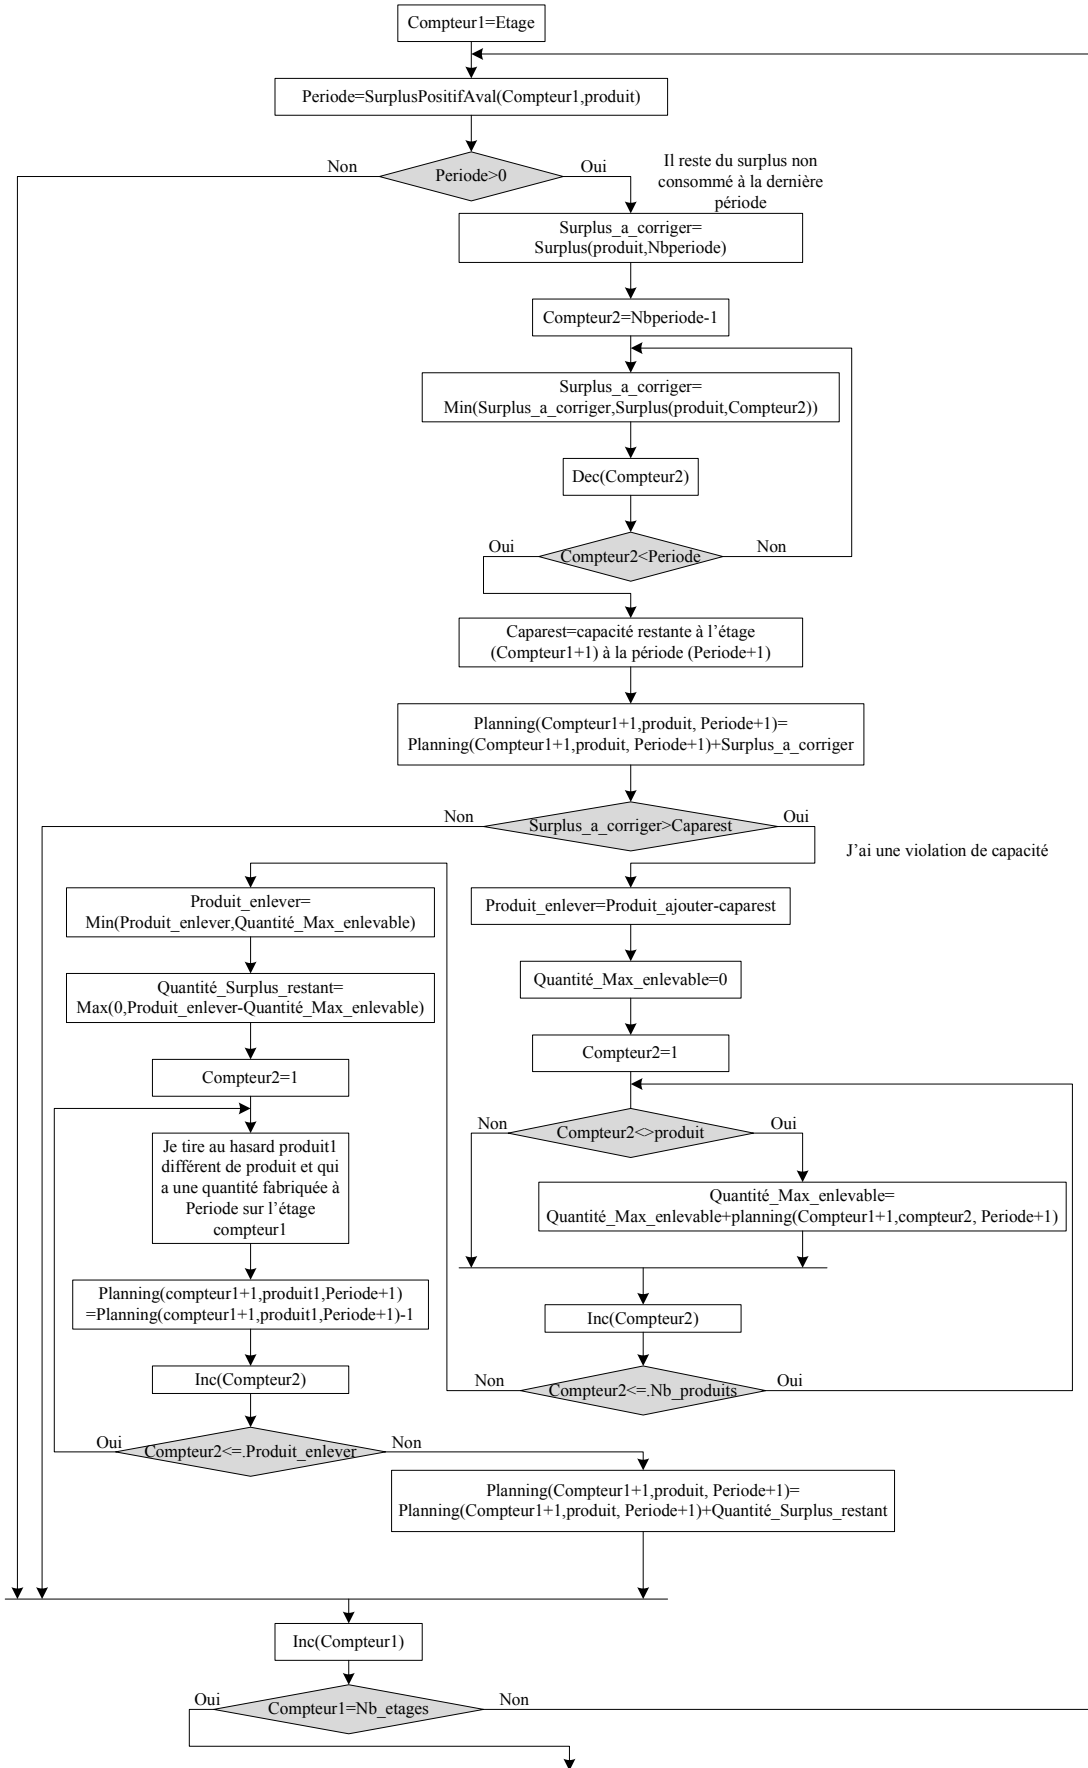 Compteur1=Etage
Periode=SurplusPositifAval(Compteur1,produit)
Non
Periode>0
Oui
Il reste du surplus non
consommé à la dernière
période
Surplus_a_corriger=
Surplus(produit,Nbperiode)
Compteur2=Nbperiode-1
Surplus_a_corriger=
Min(Surplus_a_corriger,Surplus(produit,Compteur2))
Dec(Compteur2)
Oui
Compteur2<Periode
Non
Caparest=capacité restante à l’étage
(Compteur1+1) à la période (Periode+1)
Planning(Compteur1+1,produit, Periode+1)=
Planning(Compteur1+1,produit, Periode+1)+Surplus_a_corriger
Non
Surplus_a_corriger>Caparest
Oui
J’ai une violation de capacité
Produit_enlever=
Min(Produit_enlever,Quantité_Max_enlevable)
Quantité_Surplus_restant=
Max(0,Produit_enlever-Quantité_Max_enlevable)
Compteur2=1
Je tire au hasard produit1
différent de produit et qui
a une quantité fabriquée à
Periode sur l’étage
compteur1
Planning(compteur1+1,produit1,Periode+1)
=Planning(compteur1+1,produit1,Periode+1)-1
Inc(Compteur2)
Oui
Compteur2<=.Produit_enlever
Non
Produit_enlever=Produit_ajouter-caparest
Quantité_Max_enlevable=0
Compteur2=1
Non
Compteur2<>produit
Oui
Quantité_Max_enlevable=
Quantité_Max_enlevable+planning(Compteur1+1,compteur2, Periode+1)
Inc(Compteur2)
Non
Compteur2<=.Nb_produits
Oui
Planning(Compteur1+1,produit, Periode+1)=
Planning(Compteur1+1,produit, Periode+1)+Quantité_Surplus_restant
Inc(Compteur1)
Oui
Compteur1=Nb_etages
Non